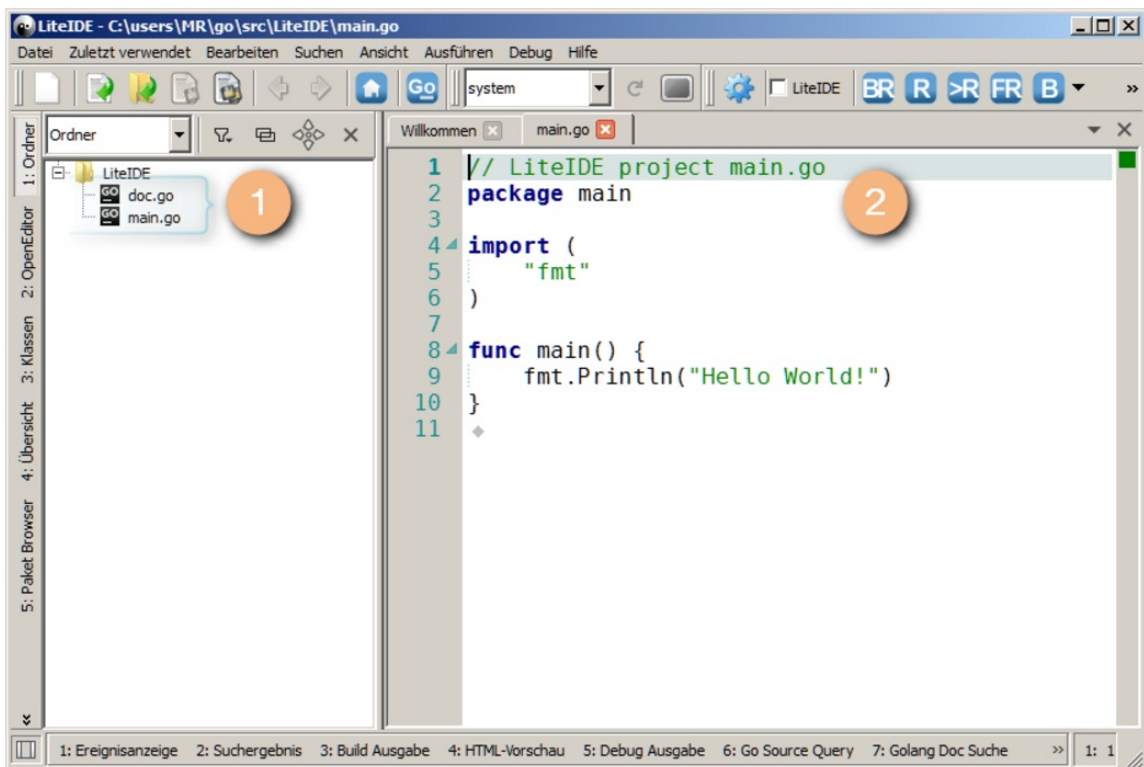 LiteIDE - C:\users\MR\go\src\LiteIDE\main.go
Datei Zuletzt verwendet Bearbeiten Suchen Ansicht Ausführen Debug Hilfe
Go system LiteIDE BR R >R FR B »
1: Ordner
2: OpenEditor
3: Klassen
4: Übersicht
5: Paket Browser
Ordner
LiteIDE
GO doc.go
GO main.go
1
Willkommen main.go
1 // LiteIDE project main.go
2 package main
3
4 import (
5 "fmt"
6 )
7
8 func main() {
9 fmt.Println("Hello World!")
10 }
11
2
1: Ereignisanzeige 2: Suchergebnis 3: Build Ausgabe 4: HTML-Vorschau 5: Debug Ausgabe 6: Go Source Query 7: Golang Doc Suche » 1: 1